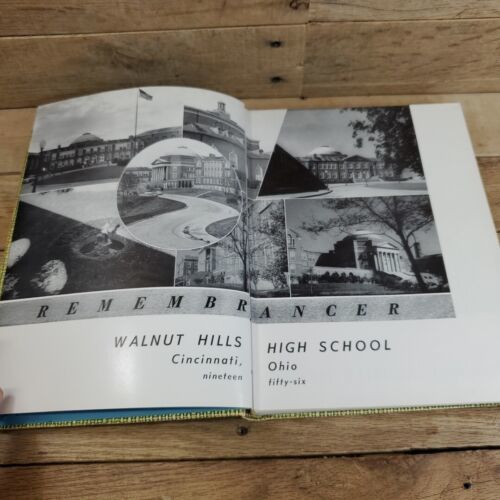 REMEMBRANCER
WALNUT HILLS HIGH SCHOOL
Cincinnati, Ohio
nineteen fifty-six